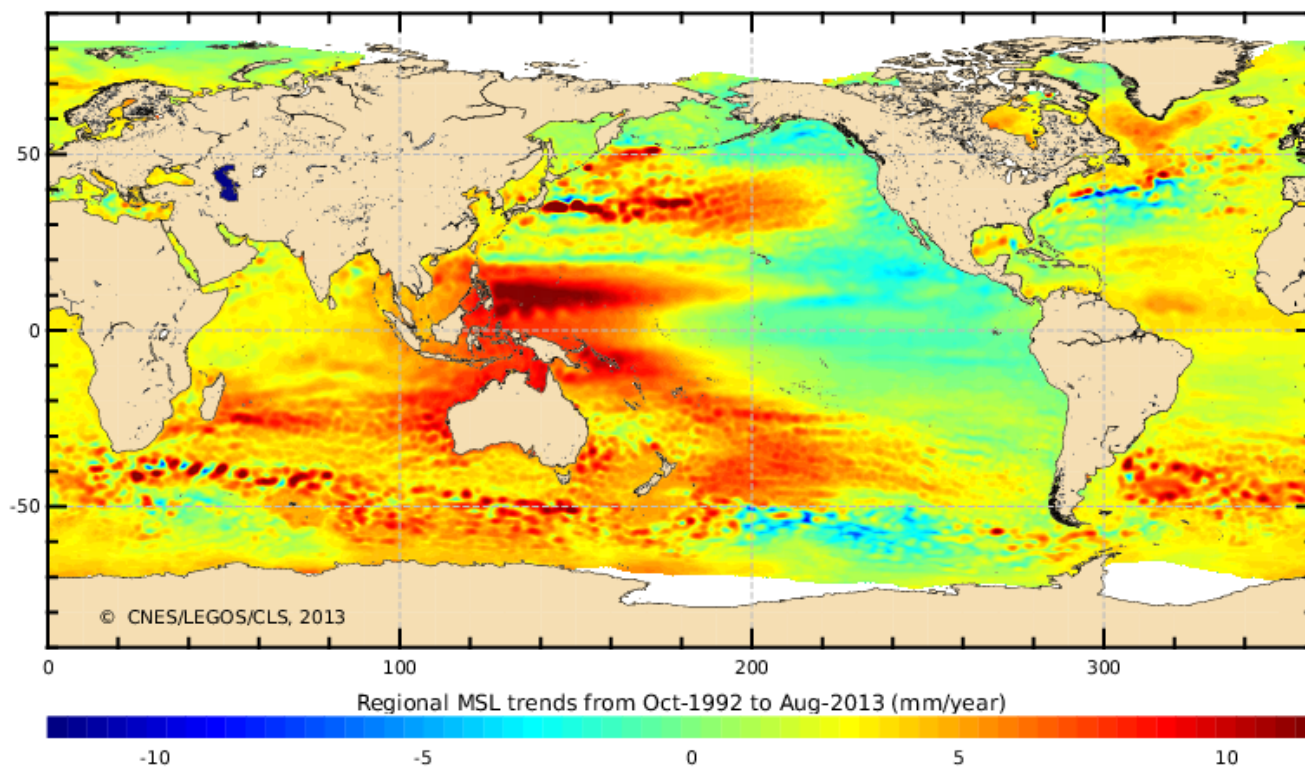 50
0
-50
© CNES/LEGOS/CLS, 2013
0 100 200 300
Regional MSL trends from Oct-1992 to Aug-2013 (mm/year)
-10 -5 0 5 10